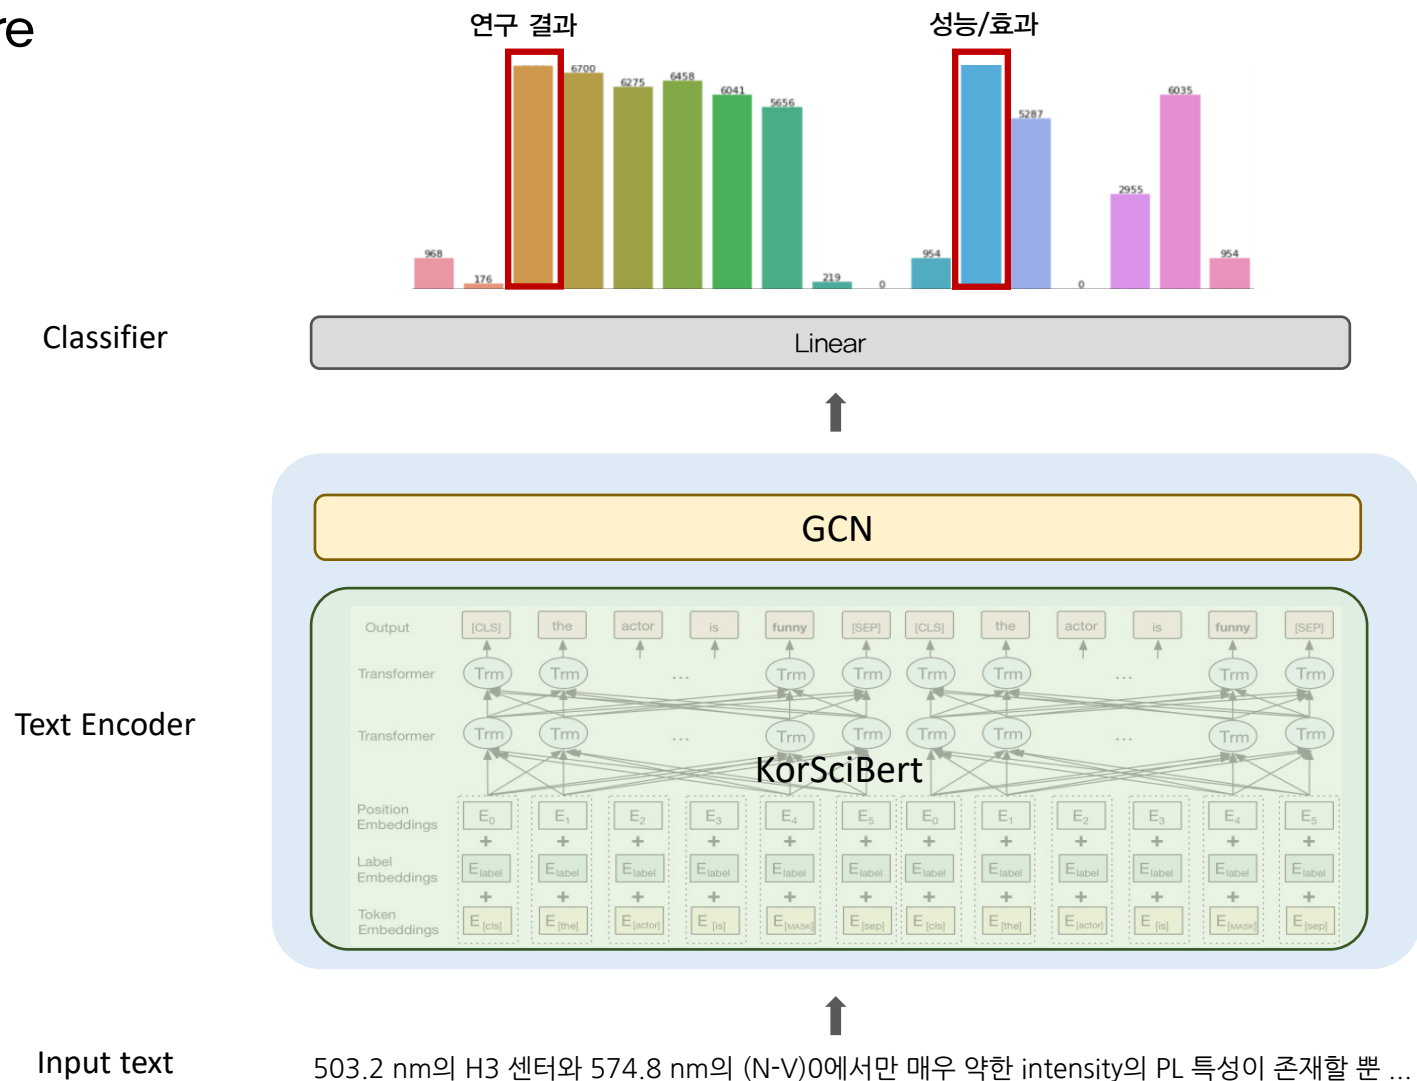 re
연구 결과 성능/효과
968 176 6700 6275 6458 6041 5656 219 0 954 5287 0 2955 6035 954
Classifier Linear
GCN
Output [CLS] the actor is funny [SEP] [CLS] the actor is funny [SEP]
Transformer Trm Trm ... Trm Trm Trm Trm ... Trm Trm
Text Encoder
Transformer Trm Trm ... Trm Trm Trm Trm ... Trm Trm
KorSciBert
Position Embeddings E0 E1 E2 E3 E4 E5 E0 E1 E2 E3 E4 E5
+ + + + + + + + + + + +
Label Embeddings Elabel Elabel Elabel Elabel Elabel Elabel Elabel Elabel Elabel Elabel Elabel Elabel
+ + + + + + + + + + + +
Token Embeddings E[cls] E[the] E[actor] E[is] E[MASK] E[sep] E[cls] E[the] E[actor] E[is] E[MASK] E[sep]
Input text 503.2 nm의 H3 센터와 574.8 nm의 (N-V)0에서만 매우 약한 intensity의 PL 특성이 존재할 뿐 ...